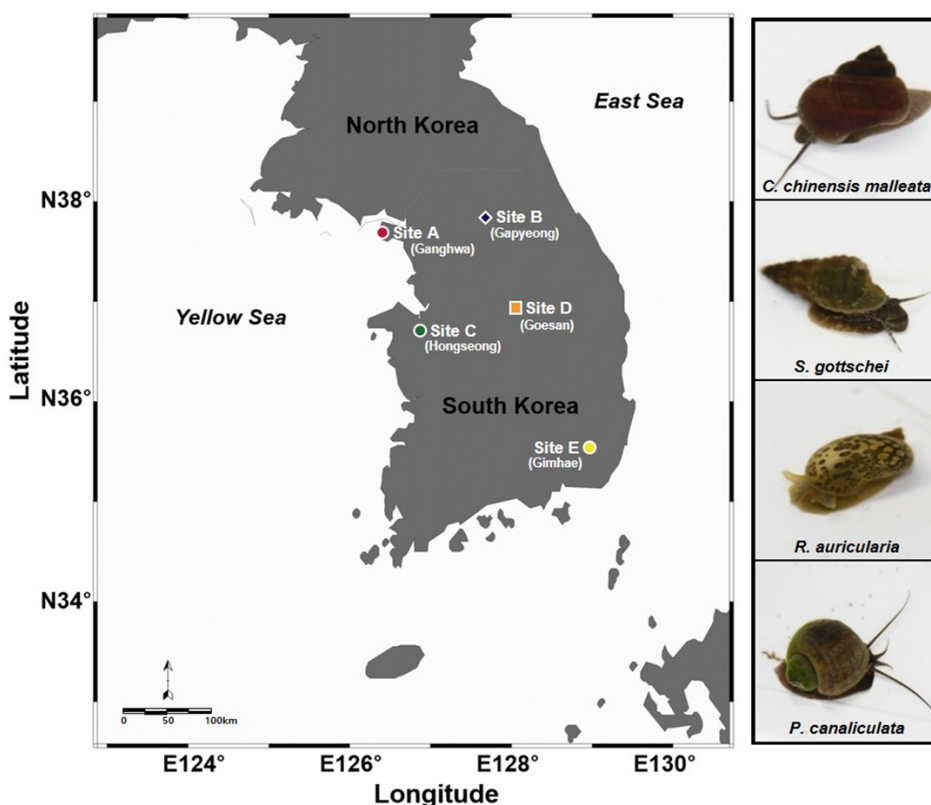 North Korea
East Sea
N38°
Site A
(Ganghwa)
Site B
(Gapyeong)
Yellow Sea
Site C
(Hongseong)
Site D
(Goesan)
N36°
South Korea
Site E
(Gimhae)
N34°
Latitude
0 50 100km
E124° E126° E128° E130°
Longitude
C. chinensis malleata
S. gottschei
R. auricularia
P. canaliculata